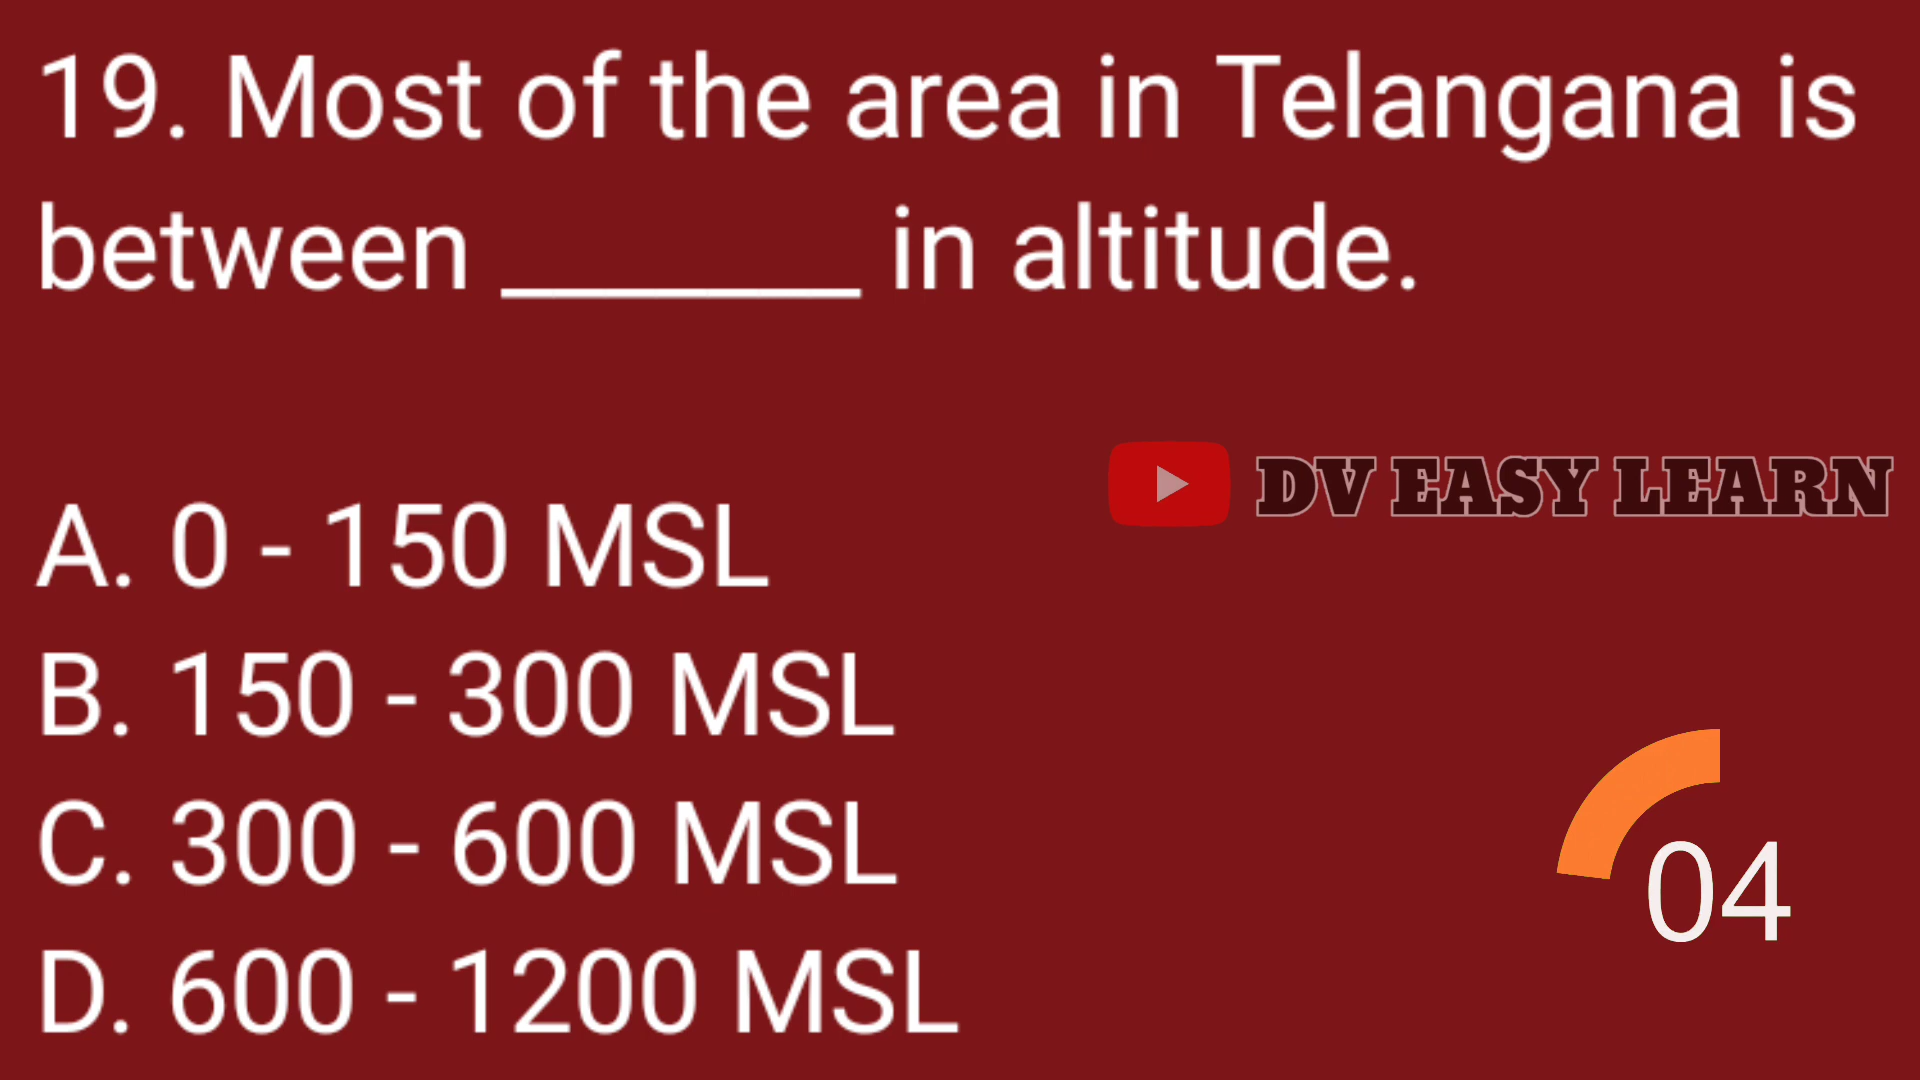 19. Most of the area in Telangana is
between ______ in altitude.
DV EASY LEARN
A. 0 - 150 MSL
B. 150 - 300 MSL
C. 300 - 600 MSL
D. 600 - 1200 MSL
04